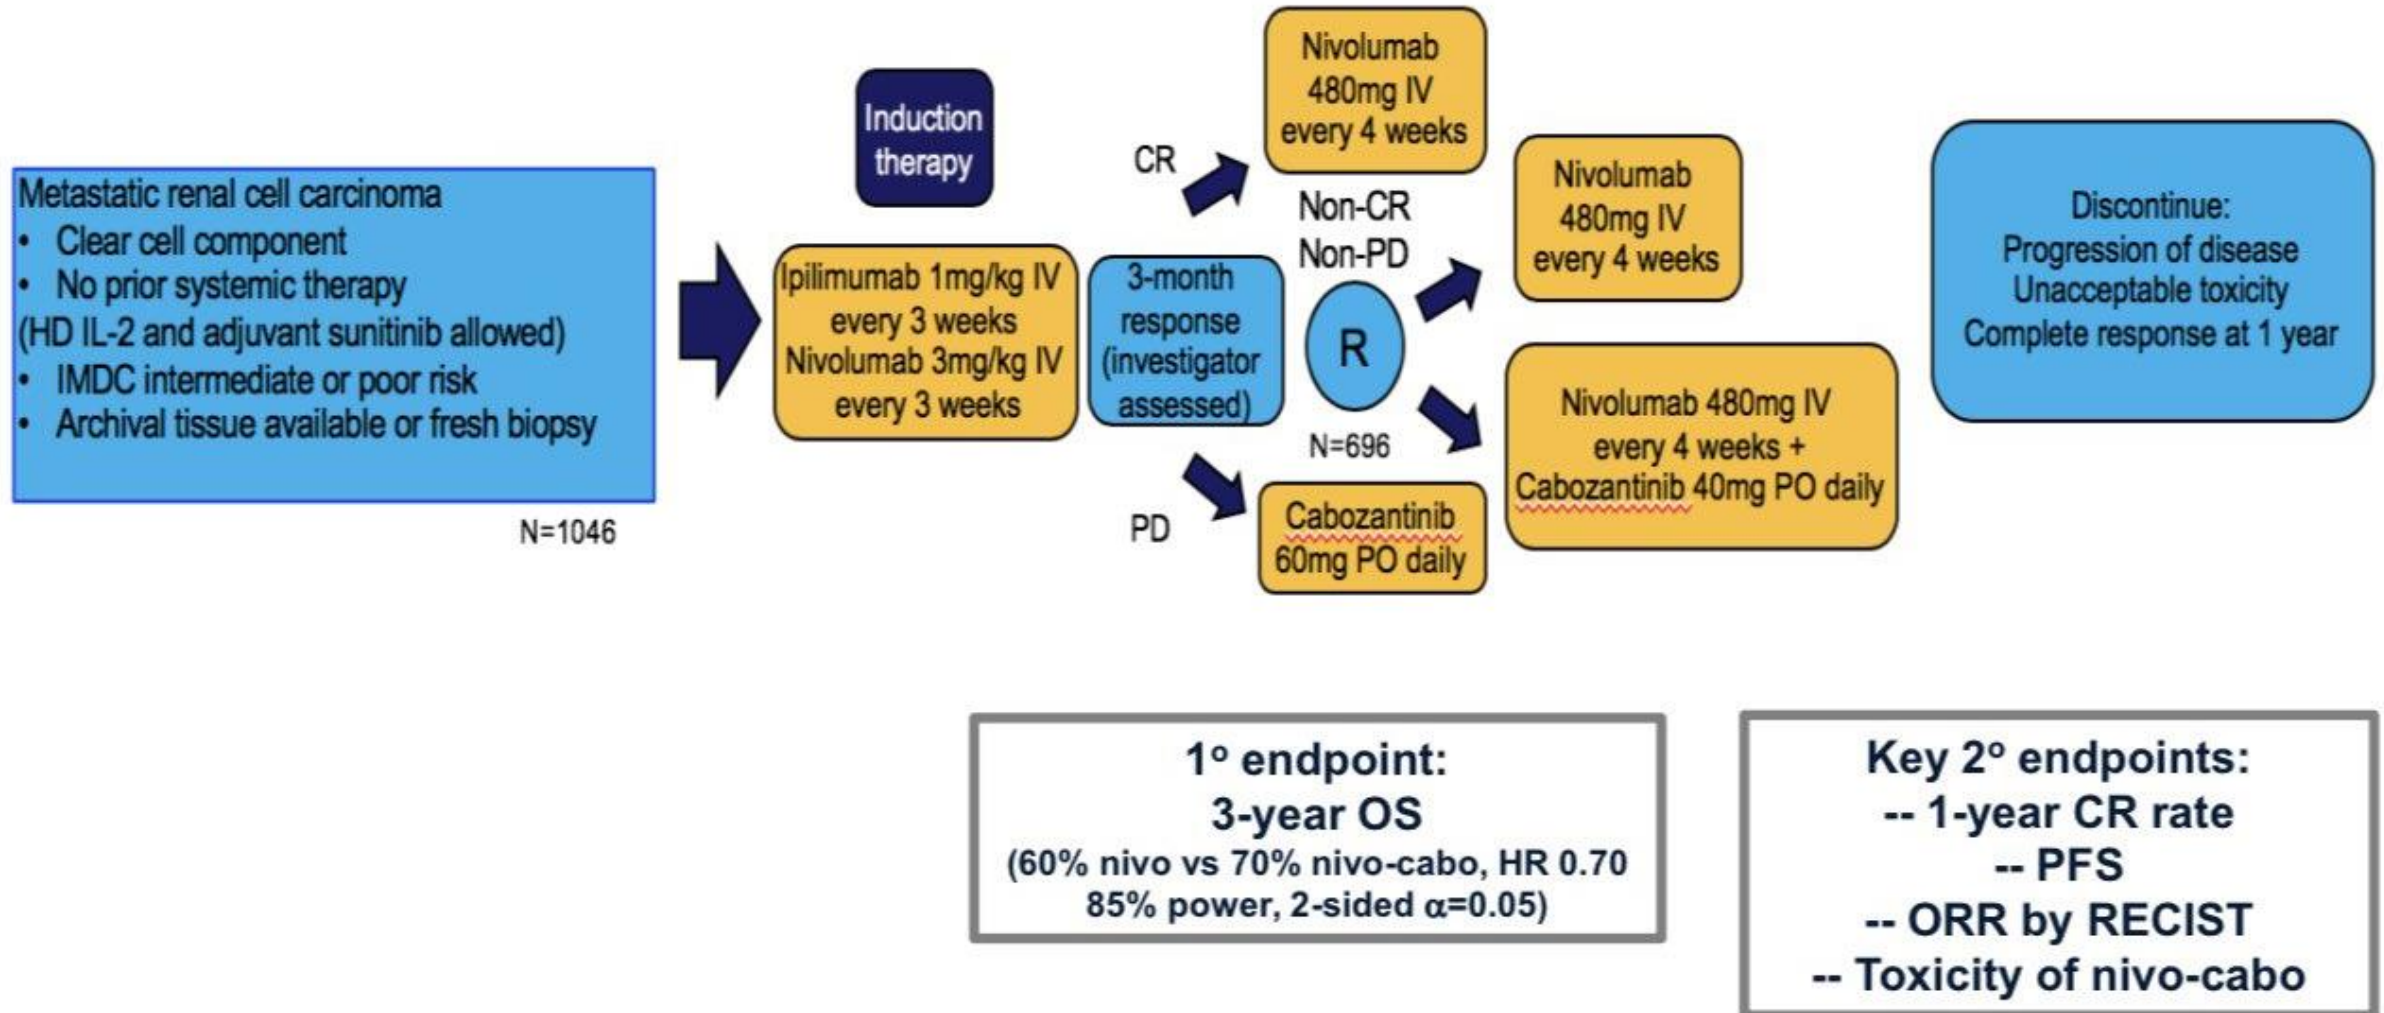 Metastatic renal cell carcinoma
• Clear cell component
• No prior systemic therapy
(HD IL-2 and adjuvant sunitinib allowed)
• IMDC intermediate or poor risk
• Archival tissue available or fresh biopsy
N=1046
Induction
therapy
Ipilimumab 1mg/kg IV
every 3 weeks
Nivolumab 3mg/kg IV
every 3 weeks
3-month
response
(investigator
assessed)
CR
Nivolumab
480mg IV
every 4 weeks
Non-CR
Non-PD
R
N=696
PD
Cabozantinib
60mg PO daily
Nivolumab
480mg IV
every 4 weeks
Nivolumab 480mg IV
every 4 weeks +
Cabozantinib 40mg PO daily
Discontinue:
Progression of disease
Unacceptable toxicity
Complete response at 1 year
1º endpoint:
3-year OS
(60% nivo vs 70% nivo-cabo, HR 0.70
85% power, 2-sided α=0.05)
Key 2º endpoints:
-- 1-year CR rate
-- PFS
-- ORR by RECIST
-- Toxicity of nivo-cabo